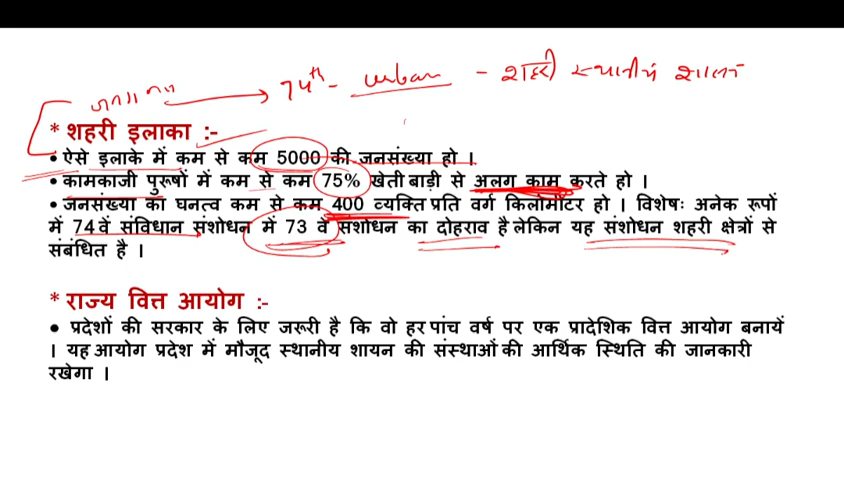 74th - urban - शहरी स्थानीय शासन
* शहरी इलाका :-
• ऐसे इलाके में कम से कम 5000 की जनसंख्या हो ।
• कामकाजी पुरूषों में कम से कम 75% खेती बाड़ी से अलग काम करते हो ।
• जनसंख्या का घनत्व कम से कम 400 व्यक्ति प्रति वर्ग किलोमीटर हो । विशेषः अनेक रूपों
में 74 वें संविधान संशोधन में 73 वें संशोधन का दोहराव है लेकिन यह संशोधन शहरी क्षेत्रों से
संबंधित है ।
* राज्य वित्त आयोग :-
● प्रदेशों की सरकार के लिए जरूरी है कि वो हर पांच वर्ष पर एक प्रादेशिक वित्त आयोग बनायें
। यह आयोग प्रदेश में मौजूद स्थानीय शायन की संस्थाओं की आर्थिक स्थिति की जानकारी
रखेगा ।